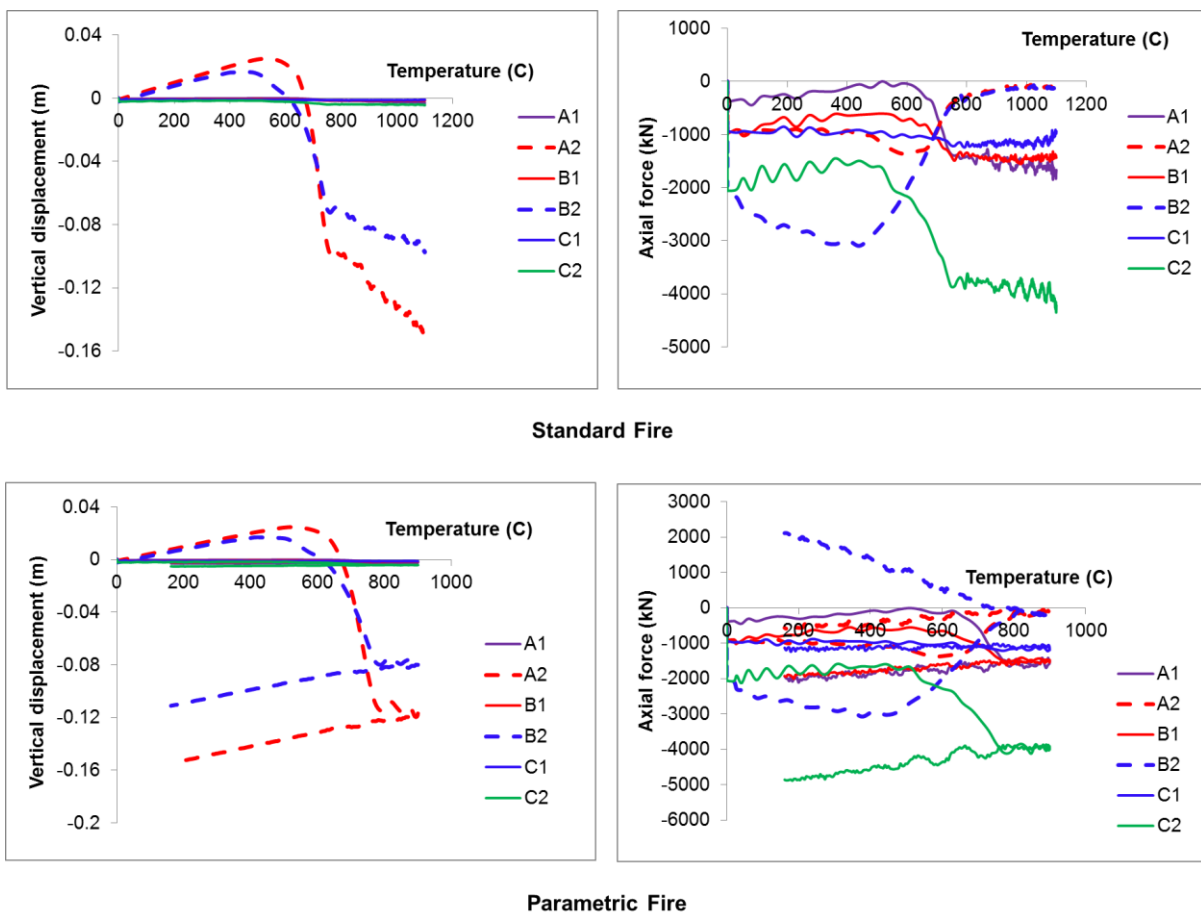 0.04
0
-0.04
-0.08
-0.12
-0.16
0 200 400 600 800 1000 1200
Temperature (C)
Vertical displacement (m)
A1
A2
B1
B2
C1
C2
1000
0
-1000
-2000
-3000
-4000
-5000
0 200 400 600 800 1000 1200
Temperature (C)
Axial force (kN)
A1
A2
B1
B2
C1
C2
Standard Fire
0.04
0
-0.04
-0.08
-0.12
-0.16
-0.2
0 200 400 600 800 1000
Temperature (C)
Vertical displacement (m)
A1
A2
B1
B2
C1
C2
3000
2000
1000
0
-1000
-2000
-3000
-4000
-5000
-6000
0 200 400 600 800 1000
Temperature (C)
Axial force (kN)
A1
A2
B1
B2
C1
C2
Parametric Fire